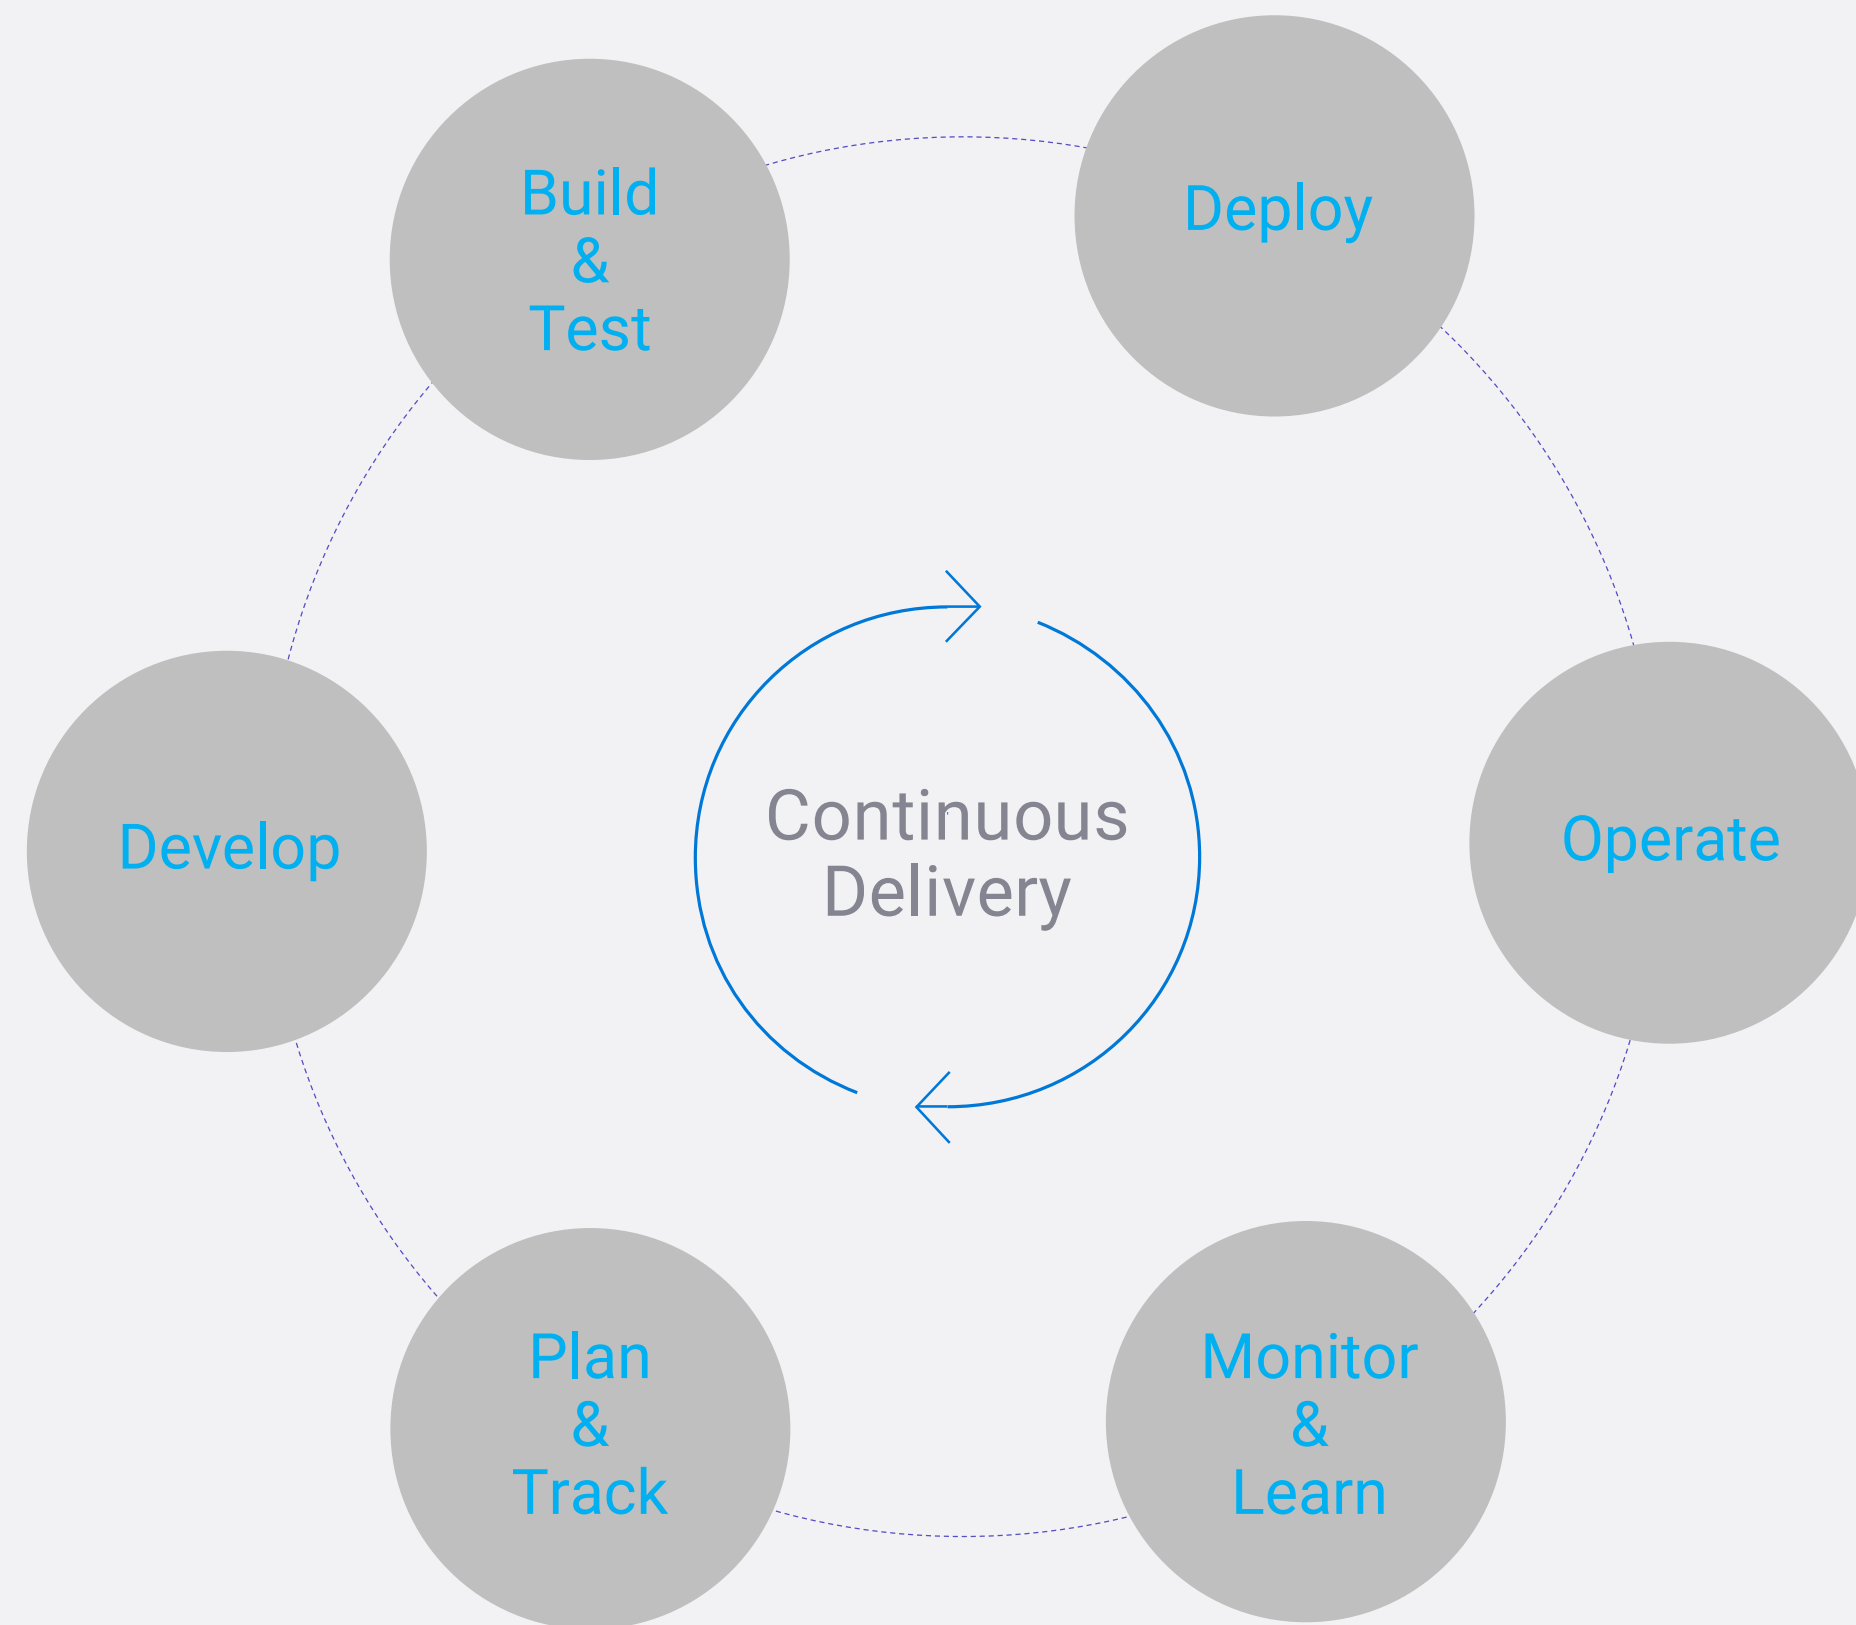 Build
&
Test
Deploy
Develop
Continuous
Delivery
Operate
Plan
&
Track
Monitor
&
Learn